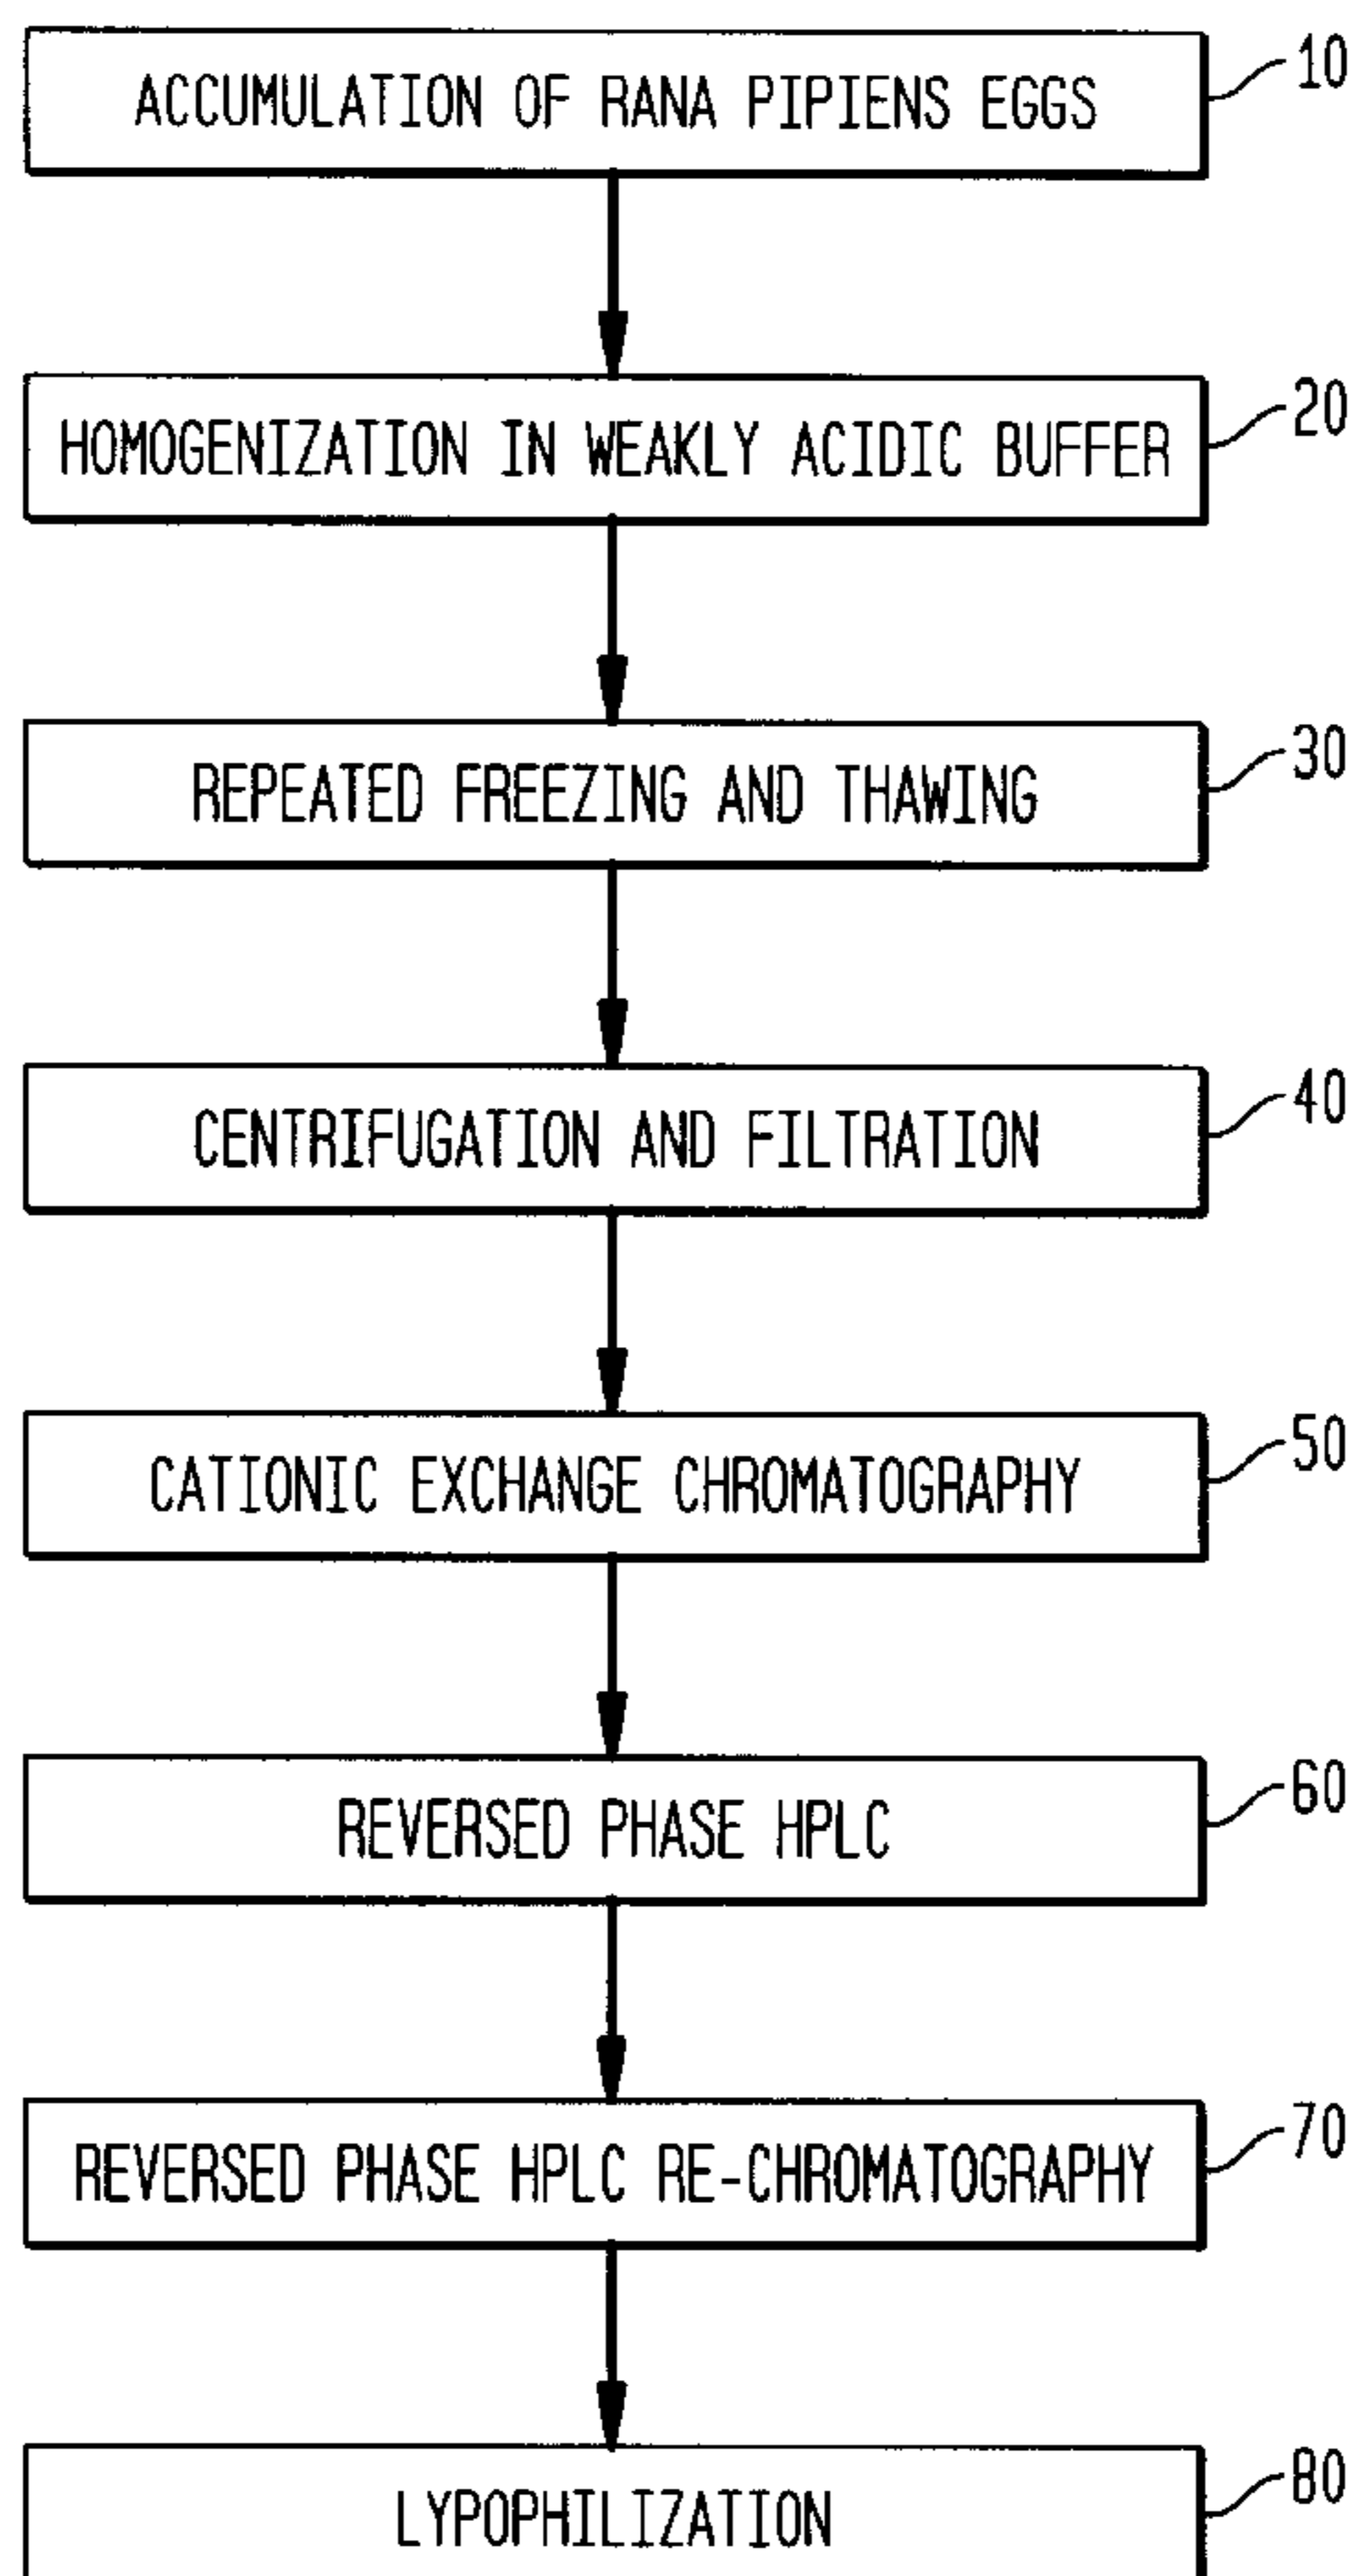 ACCUMULATION OF RANA PIPIENS EGGS 10
HOMOGENIZATION IN WEAKLY ACIDIC BUFFER 20
REPEATED FREEZING AND THAWING 30
CENTRIFUGATION AND FILTRATION 40
CATIONIC EXCHANGE CHROMATOGRAPHY 50
REVERSED PHASE HPLC 60
REVERSED PHASE HPLC RE-CHROMATOGRAPHY 70
LYPOPHILIZATION 80